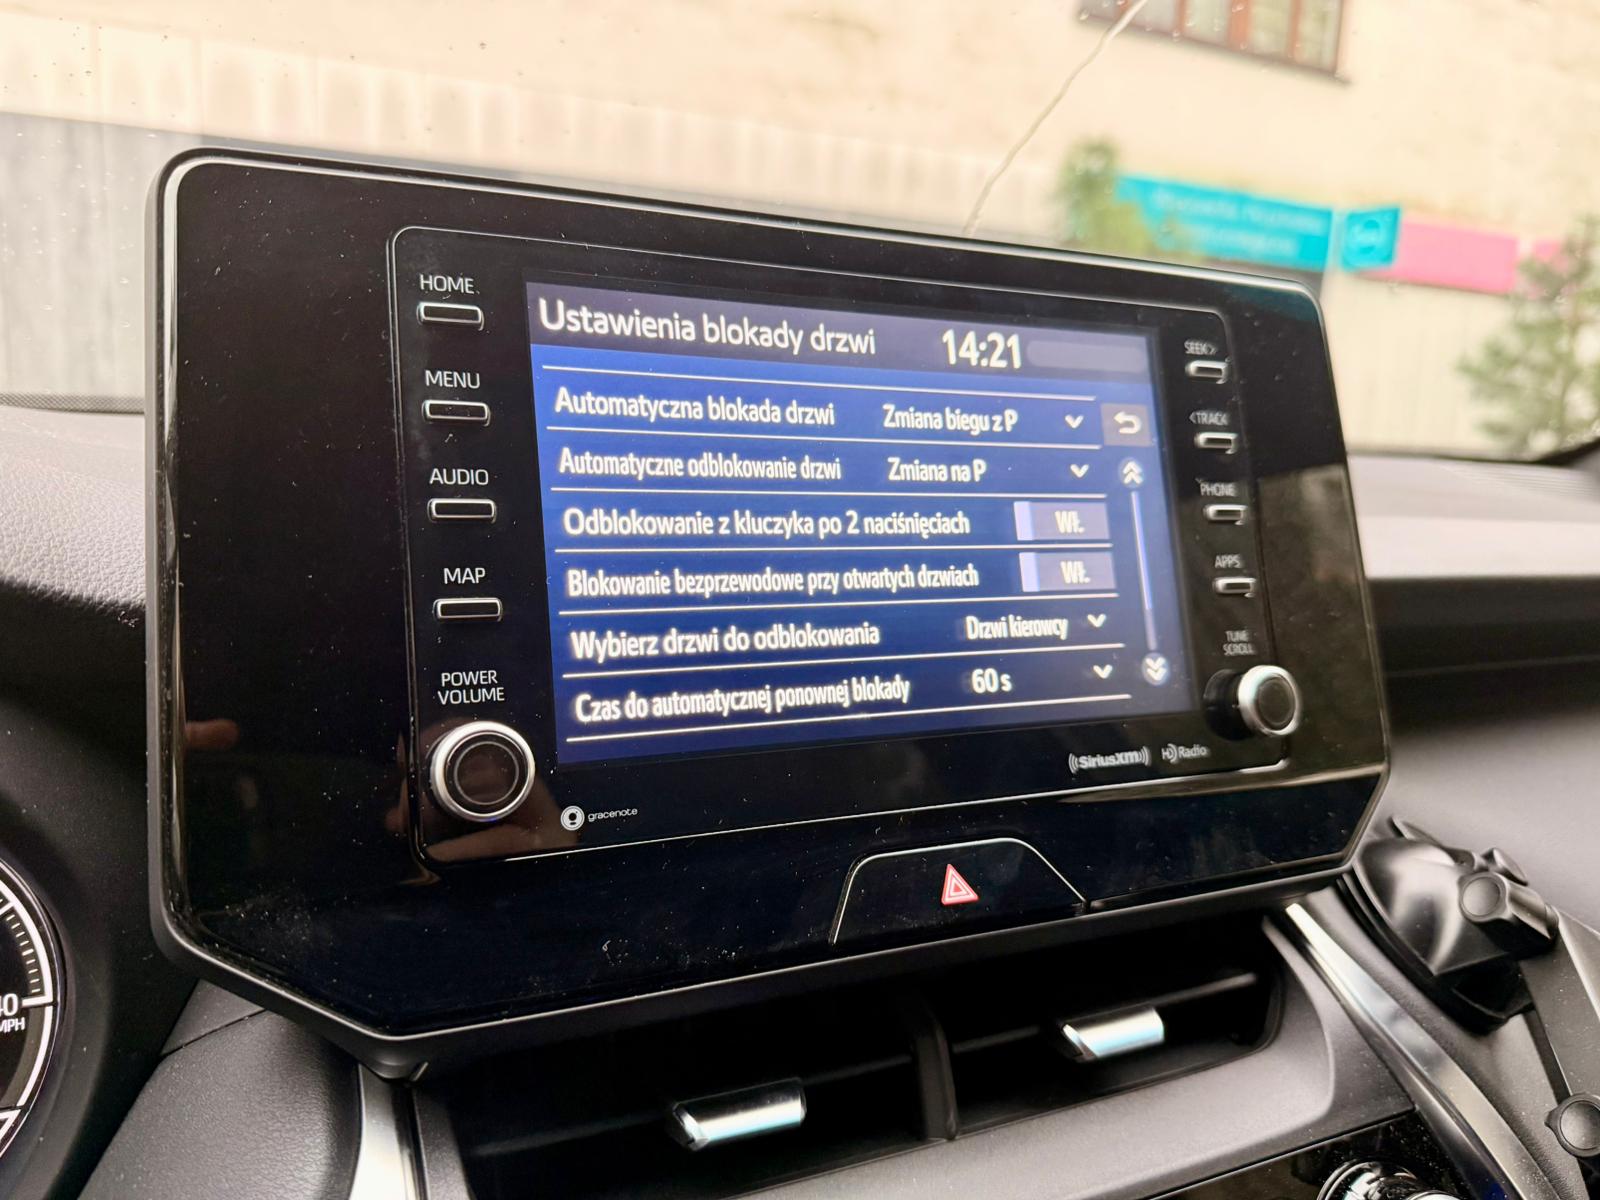 HOME
MENU
AUDIO
MAP
POWER
VOLUME
Ustawienia blokady drzwi 14:21
Automatyczna blokada drzwi Zmiana biegu z P
Automatyczne odblokowanie drzwi Zmiana na P
Odblokowanie z kluczyka po 2 naciśnięciach WŁ.
Blokowanie bezprzewodowe przy otwartych drzwiach WŁ.
Wybierz drzwi do odblokowania Drzwi kierowcy
Czas do automatycznej ponownej blokady 60 s
SEEK >
< TRACK
PHONE
APPS
TUNE
SCROLL
gracenote
((SiriusXM)) HD Radio
40
MPH